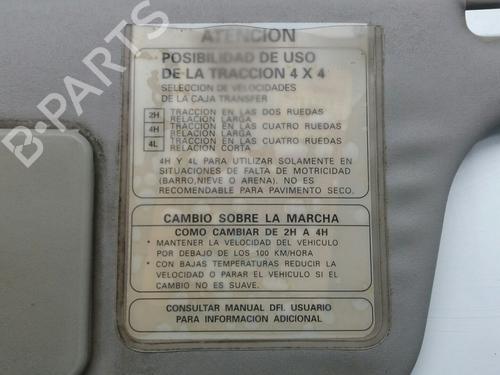 ATENCION
POSIBILIDAD DE USO
DE LA TRACCION 4 X 4
SELECCION DE VELOCIDADES
DE LA CAJA TRANSFER
2H TRACCION EN LAS DOS RUEDAS
RELACION LARGA
4H TRACCION EN LAS CUATRO RUEDAS
RELACION LARGA
4L TRACCION EN LAS CUATRO RUEDAS
RELACION CORTA
4H Y 4L PARA UTILIZAR SOLAMENTE EN
SITUACIONES DE FALTA DE MOTRICIDAD
(BARRO, NIEVE O ARENA). NO ES
RECOMENDABLE PARA PAVIMENTO SECO.
CAMBIO SOBRE LA MARCHA
COMO CAMBIAR DE 2H A 4H
* MANTENER LA VELOCIDAD DEL VEHICULO
POR DEBAJO DE LOS 100 KM/HORA
* CON BAJAS TEMPERATURAS REDUCIR LA
VELOCIDAD O PARAR EL VEHICULO SI EL
CAMBIO NO ES SUAVE.
CONSULTAR MANUAL DEL USUARIO
PARA INFORMACION ADICIONAL
B-PARTS